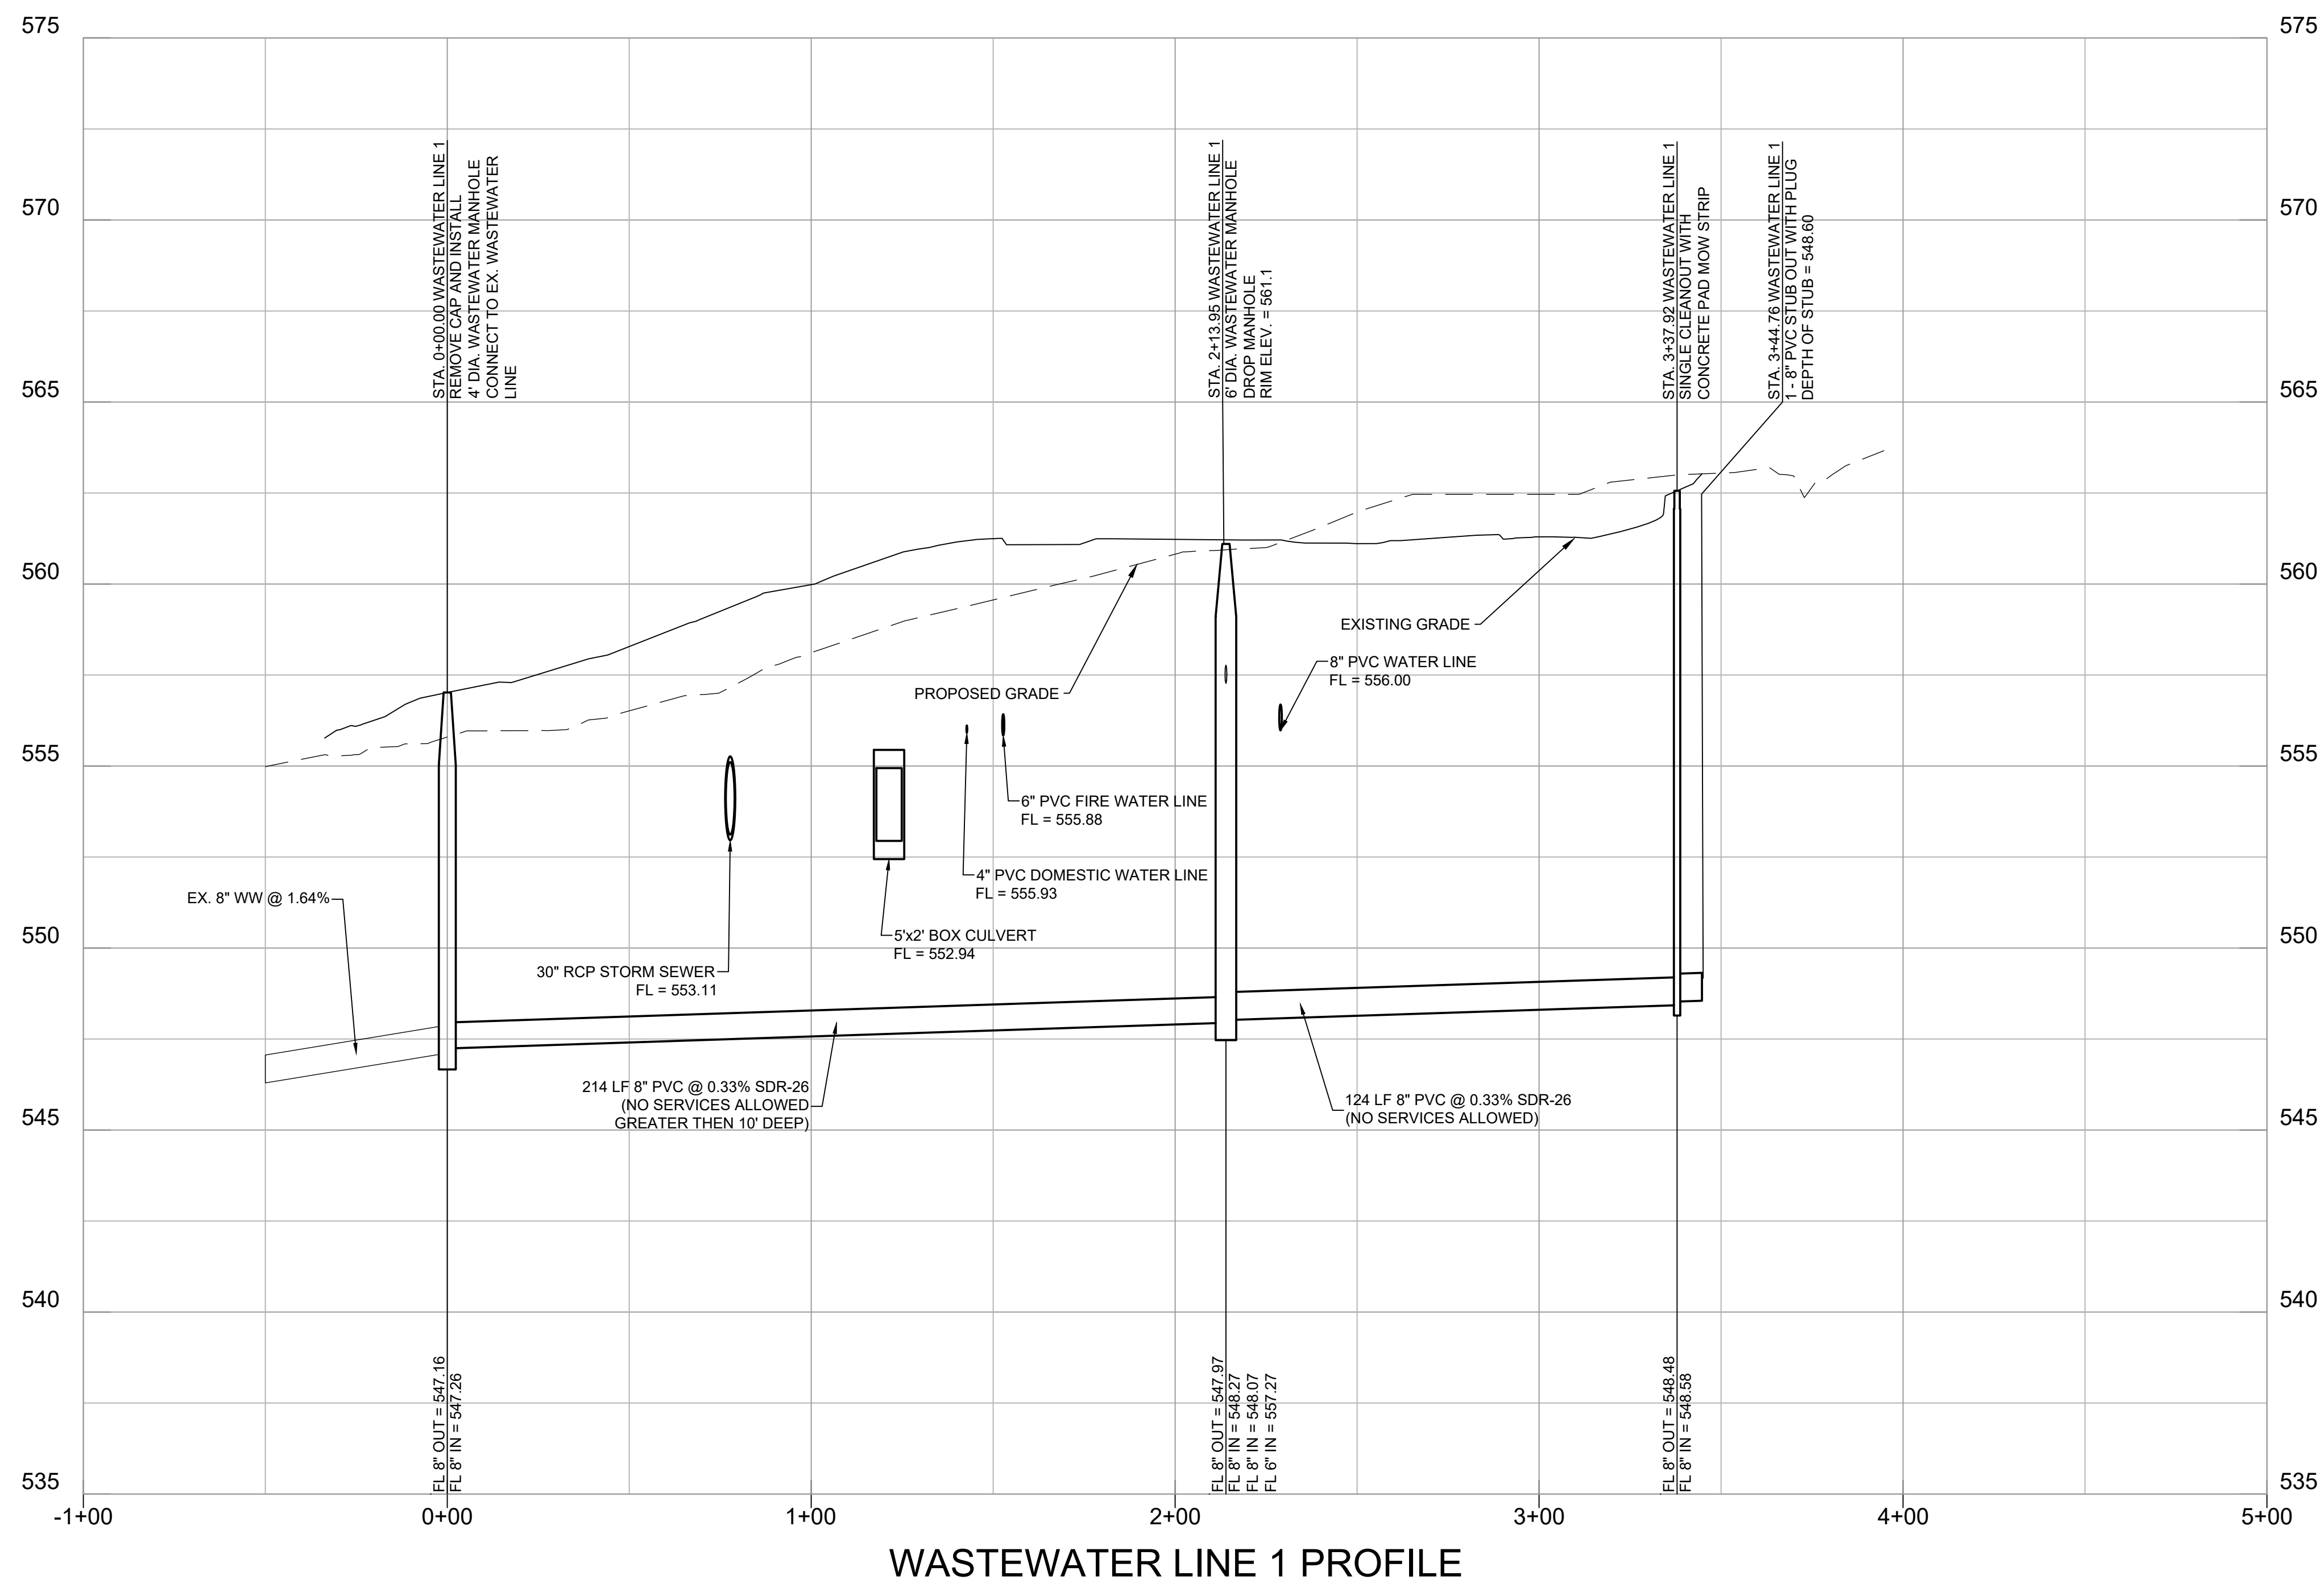 575
575
570
570
565
565
560
560
555
555
550
550
545
545
540
540
535
535
STA. 0+00.00 WASTEWATER LINE 1
REMOVE CAP AND INSTALL
4' DIA. WASTEWATER MANHOLE
CONNECT TO EX. WASTEWATER
LINE
STA. 2+13.95 WASTEWATER LINE 1
6' DIA. WASTEWATER MANHOLE
DROP MANHOLE
RIM ELEV. = 561.1
STA. 3+37.92 WASTEWATER LINE 1
SINGLE CLEANOUT WITH
CONCRETE PAD MOW STRIP
STA. 3+44.76 WASTEWATER LINE 1
1 - 8" PVC STUB OUT WITH PLUG
DEPTH OF STUB = 548.60
EXISTING GRADE
8" PVC WATER LINE
FL = 556.00
PROPOSED GRADE
6" PVC FIRE WATER LINE
FL = 555.88
4" PVC DOMESTIC WATER LINE
FL = 555.93
EX. 8" WW @ 1.64%
5'x2' BOX CULVERT
FL = 552.94
30" RCP STORM SEWER
FL = 553.11
214 LF 8" PVC @ 0.33% SDR-26
(NO SERVICES ALLOWED
GREATER THEN 10' DEEP)
124 LF 8" PVC @ 0.33% SDR-26
(NO SERVICES ALLOWED)
FL 8" OUT = 547.16
FL 8" IN = 547.26
FL 8" OUT = 547.97
FL 8" IN = 548.27
FL 8" IN = 548.07
FL 6" IN = 557.27
FL 8" OUT = 548.48
FL 8" IN = 548.58
-1+00
0+00
1+00
2+00
3+00
4+00
5+00
WASTEWATER LINE 1 PROFILE